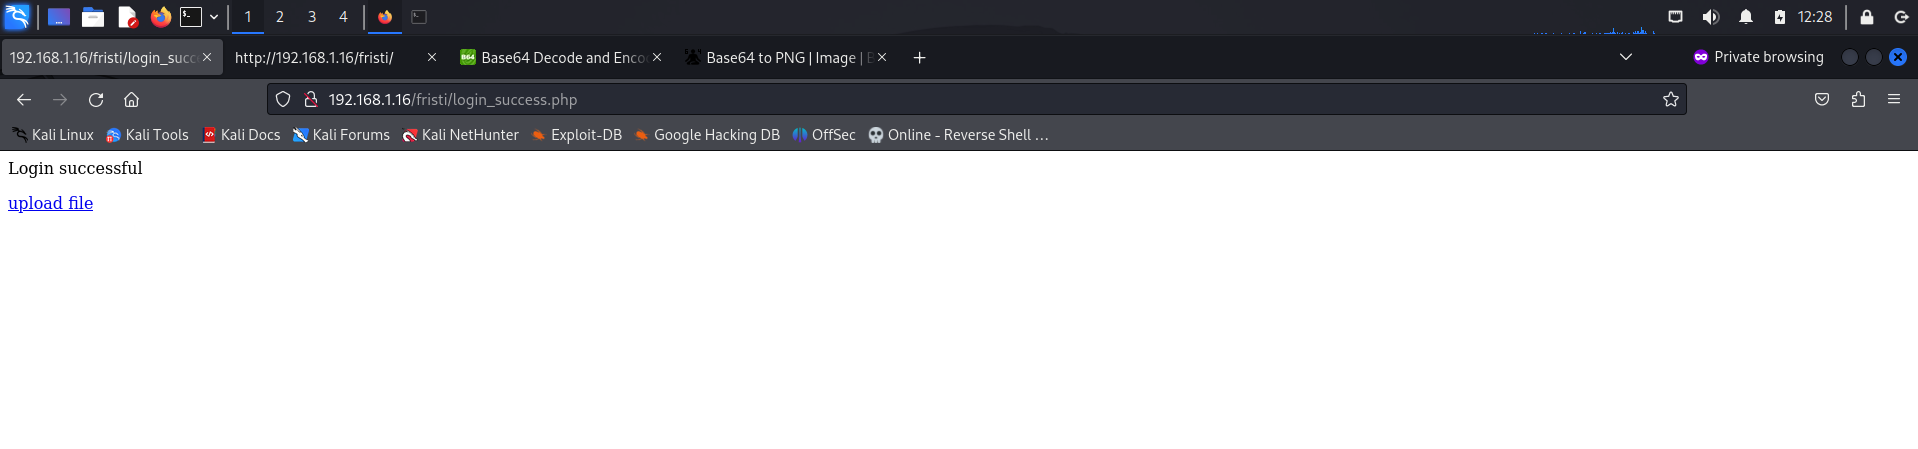 1 2 3 4 12:28
192.168.1.16/fristi/login_succ http://192.168.1.16/fristi/ B64 Base64 Decode and Enco Base64 to PNG | Image | B Private browsing
192.168.1.16/fristi/login_success.php
Kali Linux Kali Tools Kali Docs Kali Forums Kali NetHunter Exploit-DB Google Hacking DB OffSec Online - Reverse Shell …
Login successful
upload file